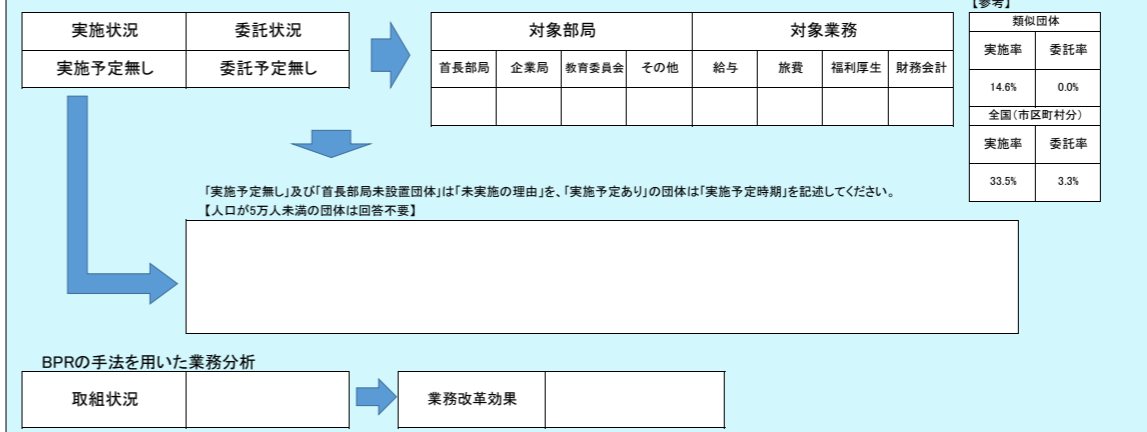 【参考】
実施状況 委託状況
実施予定無し 委託予定無し
対象部局 対象業務
首長部局 企業局 教育委員会 その他 給与 旅費 福利厚生 財務会計
類似団体
実施率 委託率
14.6% 0.0%
全国(市区町村分)
実施率 委託率
33.5% 3.3%
「実施予定無し」及び「首長部局未設置団体」は「未実施の理由」を、「実施予定あり」の団体は「実施予定時期」を記述してください。
【人口が5万人未満の団体は回答不要】
BPRの手法を用いた業務分析
取組状況
業務改革効果